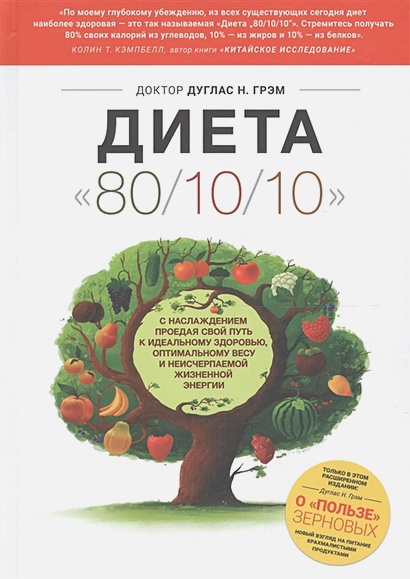 «По моему глубокому убеждению, из всех существующих сегодня диет
наиболее здоровая — это так называемая «Диета „80/10/10“». Стремитесь получать
80% своих калорий из углеводов, 10% — из жиров и 10% — из белков».
КОЛИН Т. КЭМПБЕЛЛ, автор книги «КИТАЙСКОЕ ИССЛЕДОВАНИЕ»
ДОКТОР ДУГЛАС Н. ГРЭМ
ДИЕТА
«80/10/10»
С НАСЛАЖДЕНИЕМ
ПРОЕДАЯ СВОЙ ПУТЬ
К ИДЕАЛЬНОМУ ЗДОРОВЬЮ,
ОПТИМАЛЬНОМУ ВЕСУ
И НЕИСЧЕРПАЕМОЙ
ЖИЗНЕННОЙ
ЭНЕРГИИ
ТОЛЬКО В ЭТОМ
РАСШИРЕННОМ
ИЗДАНИИ:
Дуглас Н. Грэм
О «ПОЛЬЗЕ»
ЗЕРНОВЫХ
НОВЫЙ ВЗГЛЯД НА ПИТАНИЕ
КРАХМАЛИСТЫМИ
ПРОДУКТАМИ